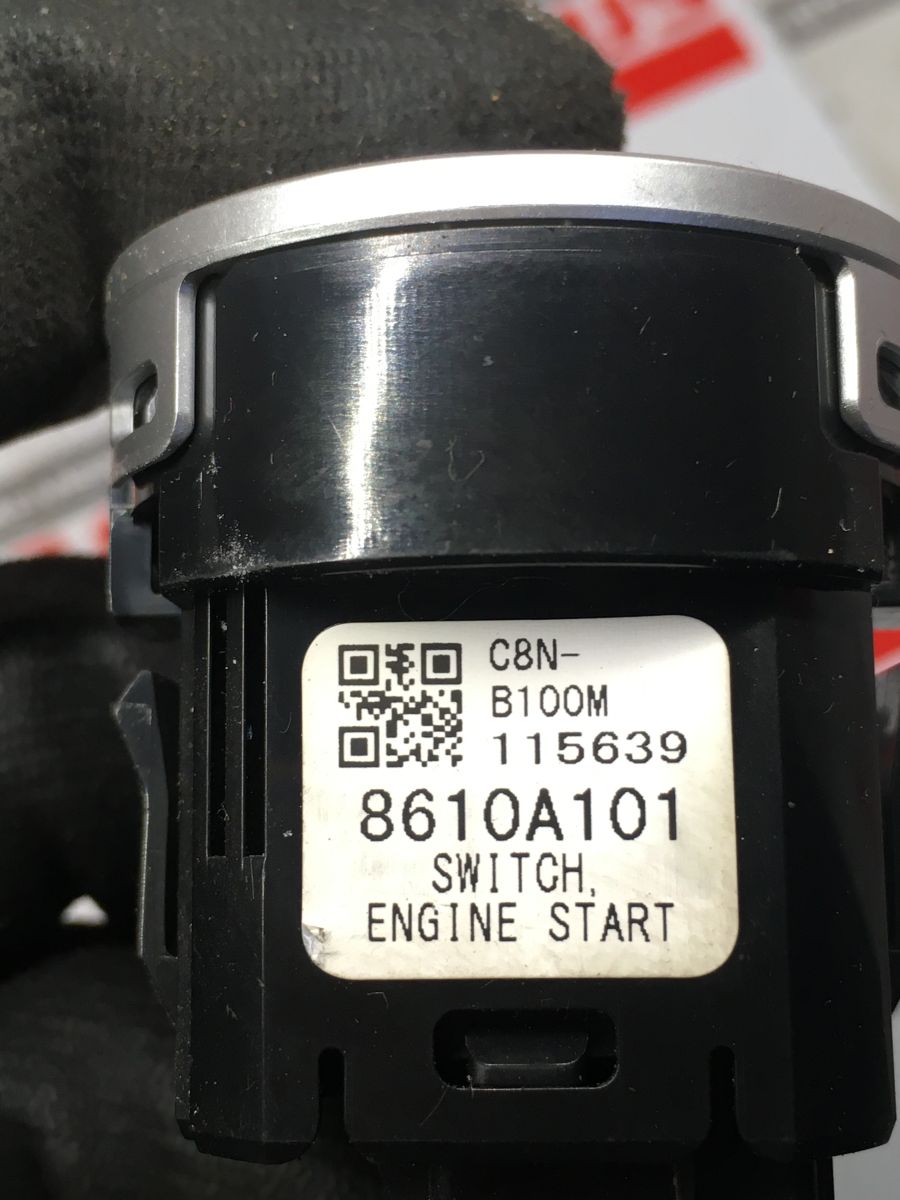 C8N-
B100M
115639
8610A101
SWITCH,
ENGINE START